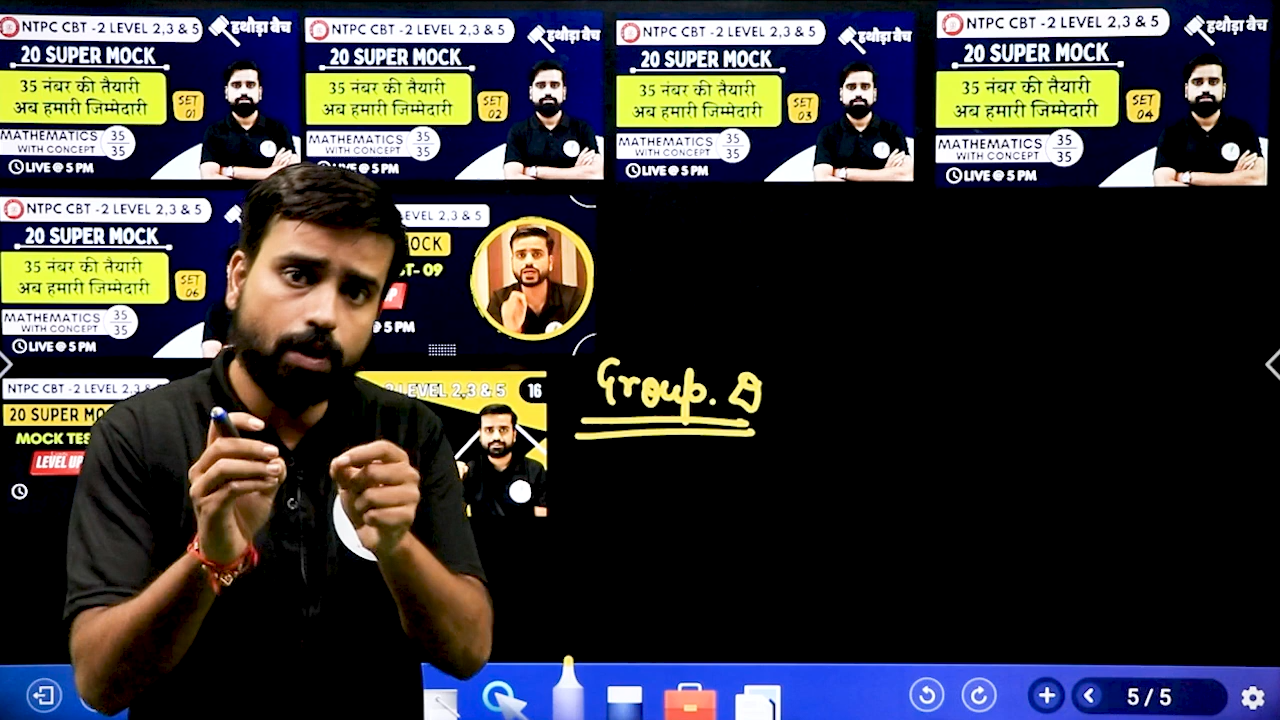 NTPC CBT -2 LEVEL 2,3 & 5
हथौड़ा बैच
20 SUPER MOCK
35 नंबर की तैयारी
अब हमारी जिम्मेदारी
SET 01
MATHEMATICS
WITH CONCEPT
35/35
LIVE @ 5 PM
NTPC CBT -2 LEVEL 2,3 & 5
हथौड़ा बैच
20 SUPER MOCK
35 नंबर की तैयारी
अब हमारी जिम्मेदारी
SET 02
MATHEMATICS
WITH CONCEPT
35/35
LIVE @ 5 PM
NTPC CBT -2 LEVEL 2,3 & 5
हथौड़ा बैच
20 SUPER MOCK
35 नंबर की तैयारी
अब हमारी जिम्मेदारी
SET 03
MATHEMATICS
WITH CONCEPT
35/35
LIVE @ 5 PM
NTPC CBT -2 LEVEL 2,3 & 5
हथौड़ा बैच
20 SUPER MOCK
35 नंबर की तैयारी
अब हमारी जिम्मेदारी
SET 04
MATHEMATICS
WITH CONCEPT
35/35
LIVE @ 5 PM
NTPC CBT -2 LEVEL 2,3 & 5
20 SUPER MOCK
35 नंबर की तैयारी
अब हमारी जिम्मेदारी
SET 06
MATHEMATICS
WITH CONCEPT
35/35
LIVE @ 5 PM
LEVEL 2,3 & 5
OCK
ST- 09
@ 5 PM
NTPC CBT -2 LEVEL 2,3 &
20 SUPER MO
MOCK TES
LEVEL UP
2 LEVEL 2,3 & 5
16
Group. D
5 / 5